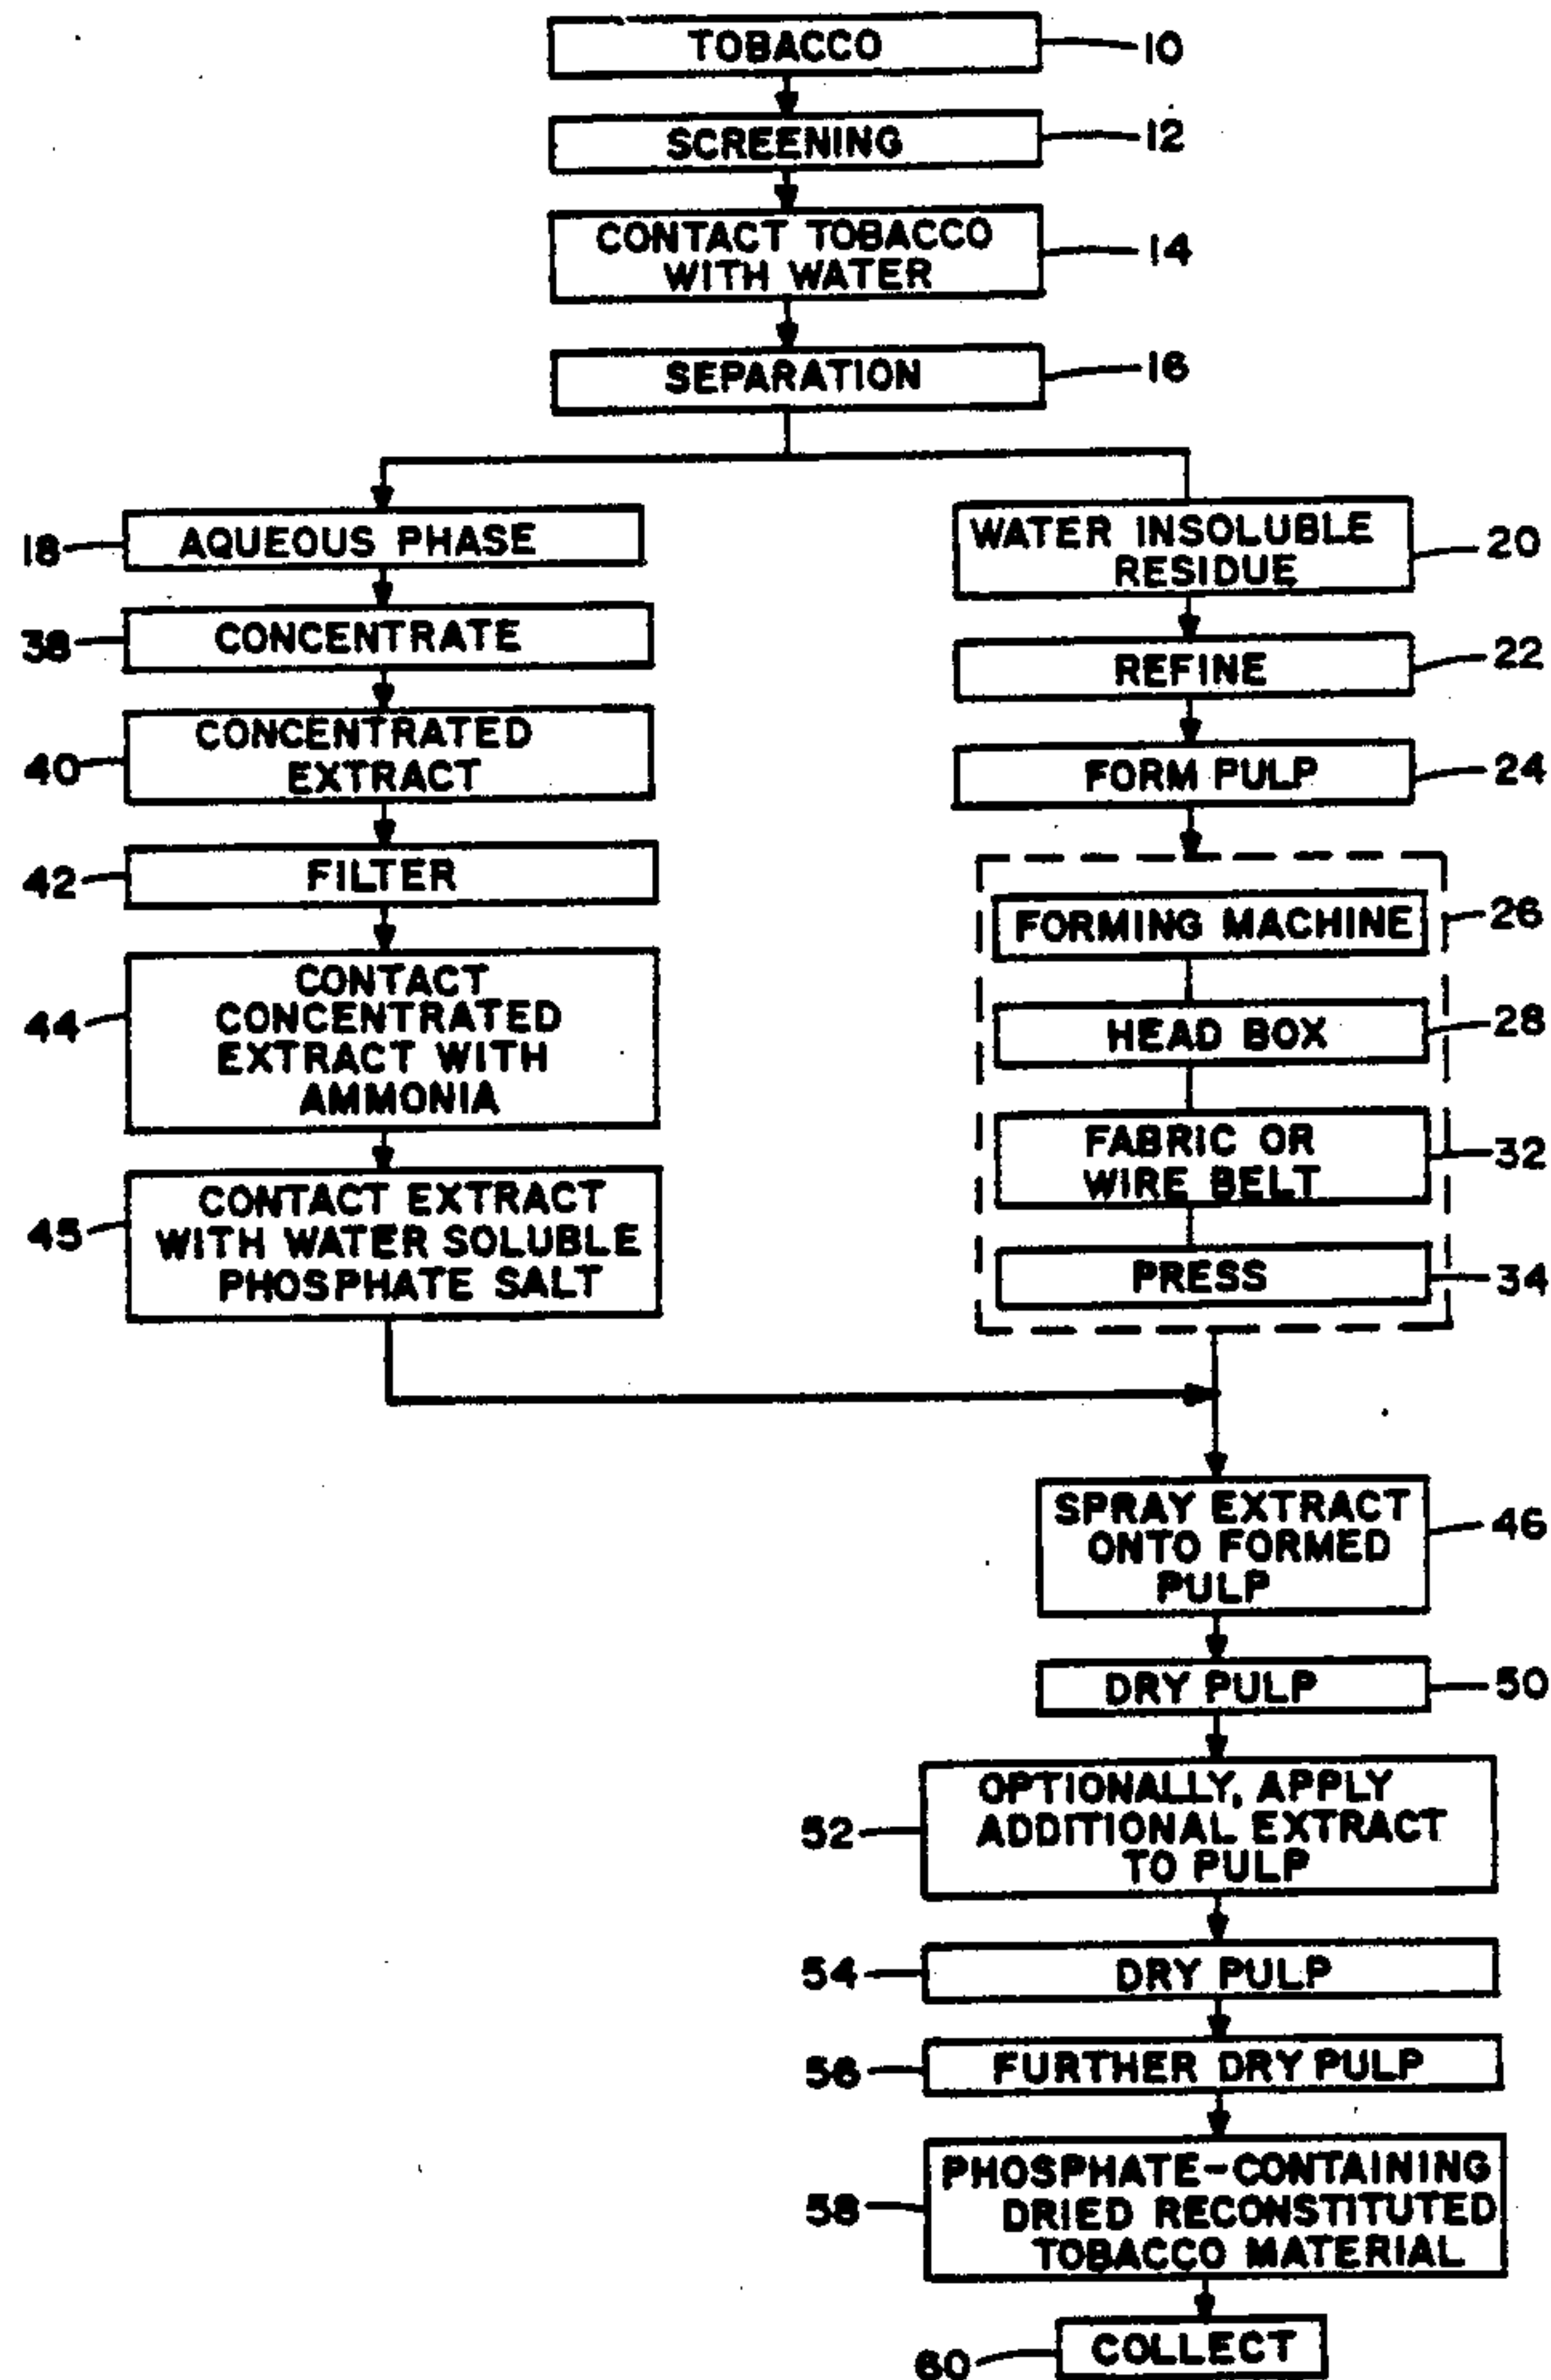 TOBACCO
10
SCREENING
12
CONTACT TOBACCO
WITH WATER
14
SEPARATION
16
AQUEOUS PHASE
18
CONCENTRATE
38
CONCENTRATED
EXTRACT
40
FILTER
42
CONTACT
CONCENTRATED
EXTRACT WITH
AMMONIA
44
CONTACT EXTRACT
WITH WATER SOLUBLE
PHOSPHATE SALT
45
WATER INSOLUBLE
RESIDUE
20
REFINE
22
FORM PULP
24
FORMING MACHINE
26
HEAD BOX
28
FABRIC OR
WIRE BELT
32
PRESS
34
SPRAY EXTRACT
ONTO FORMED
PULP
46
DRY PULP
50
OPTIONALLY, APPLY
ADDITIONAL EXTRACT
TO PULP
52
DRY PULP
54
FURTHER DRY PULP
56
PHOSPHATE-CONTAINING
DRIED RECONSTITUTED
TOBACCO MATERIAL
58
COLLECT
60